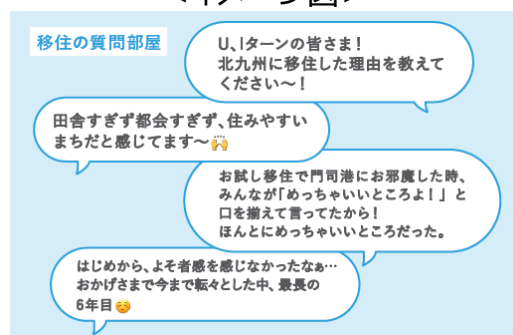 <イメージ図>
移住の質問部屋
U、Iターンの皆さま！
北九州に移住した理由を教えて
ください〜！
田舎すぎず都会すぎず、住みやすい
まちだと感じてます〜🙌
お試し移住で門司港にお邪魔した時、
みんなが「めっちゃいいところよ！」と
口を揃えて言ってたから！
ほんとにめっちゃいいところだった。
はじめから、よそ者感を感じなかったなぁ…
おかげさまで今まで転々とした中、最長の
6年目☺️